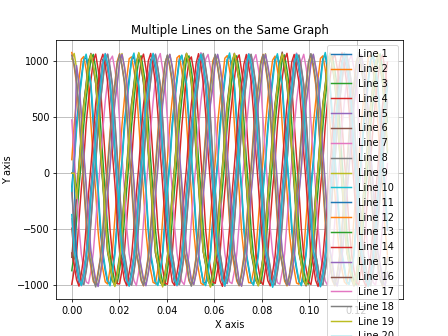 Multiple Lines on the Same Graph
1000
500
0
−500
−1000
Y axis
0.00
0.02
0.04
0.06
0.08
0.10
X axis
Line 1
Line 2
Line 3
Line 4
Line 5
Line 6
Line 7
Line 8
Line 9
Line 10
Line 11
Line 12
Line 13
Line 14
Line 15
Line 16
Line 17
Line 18
Line 19
Line 20